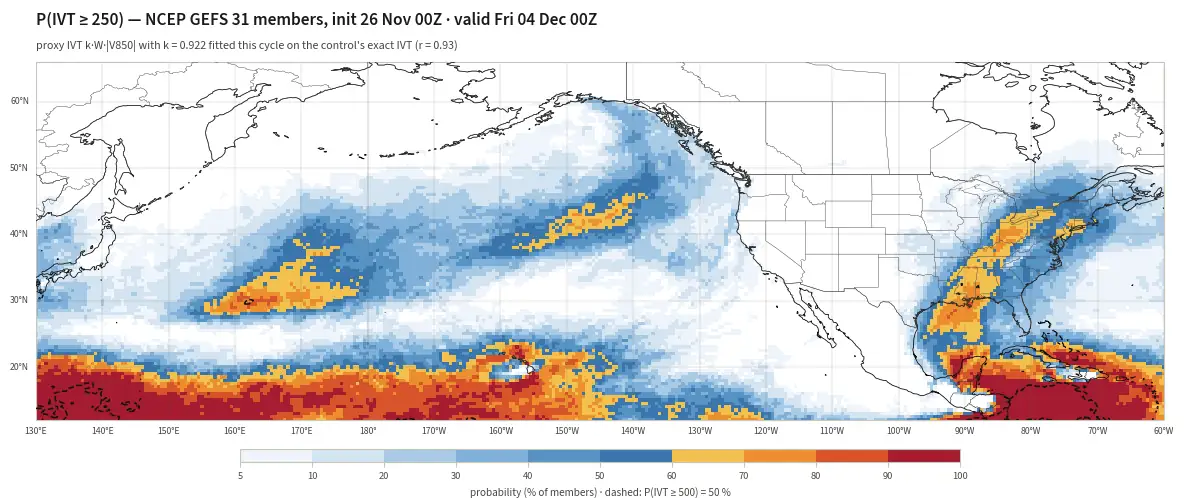 P(IVT ≥ 250) — NCEP GEFS 31 members, init 26 Nov 00Z · valid Fri 04 Dec 00Z
proxy IVT k·W·|V850| with k = 0.922 fitted this cycle on the control's exact IVT (r = 0.93)
60°N
50°N
40°N
30°N
20°N
130°E 140°E 150°E 160°E 170°E 180° 170°W 160°W 150°W 140°W 130°W 120°W 110°W 100°W 90°W 80°W 70°W 60°W
5 10 20 30 40 50 60 70 80 90 100
probability (% of members) · dashed: P(IVT ≥ 500) = 50 %